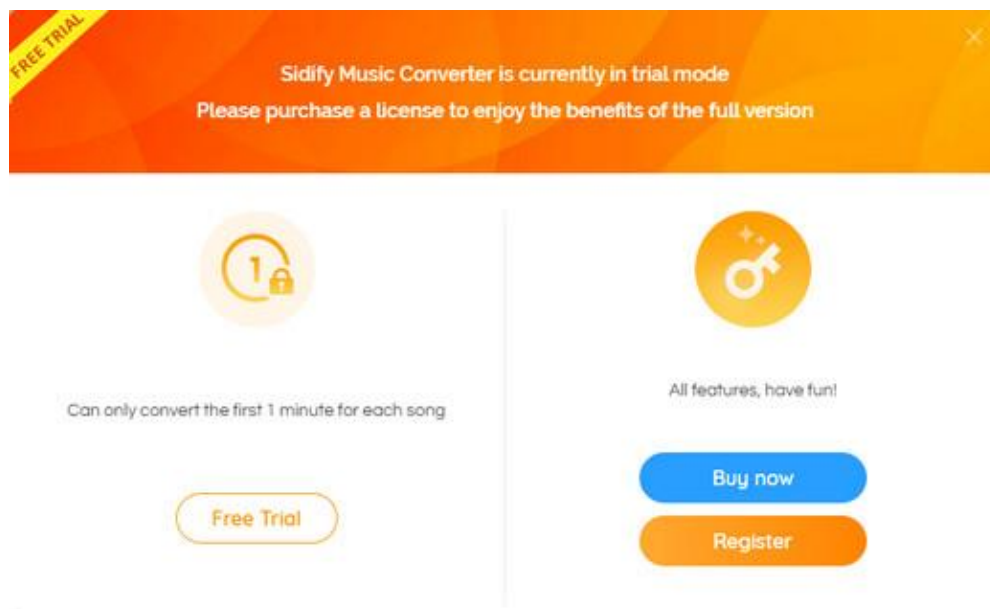 FREE TRIAL
Sidify Music Converter is currently in trial mode
Please purchase a license to enjoy the benefits of the full version
1
Can only convert the first 1 minute for each song
Free Trial
All features, have fun!
Buy now
Register